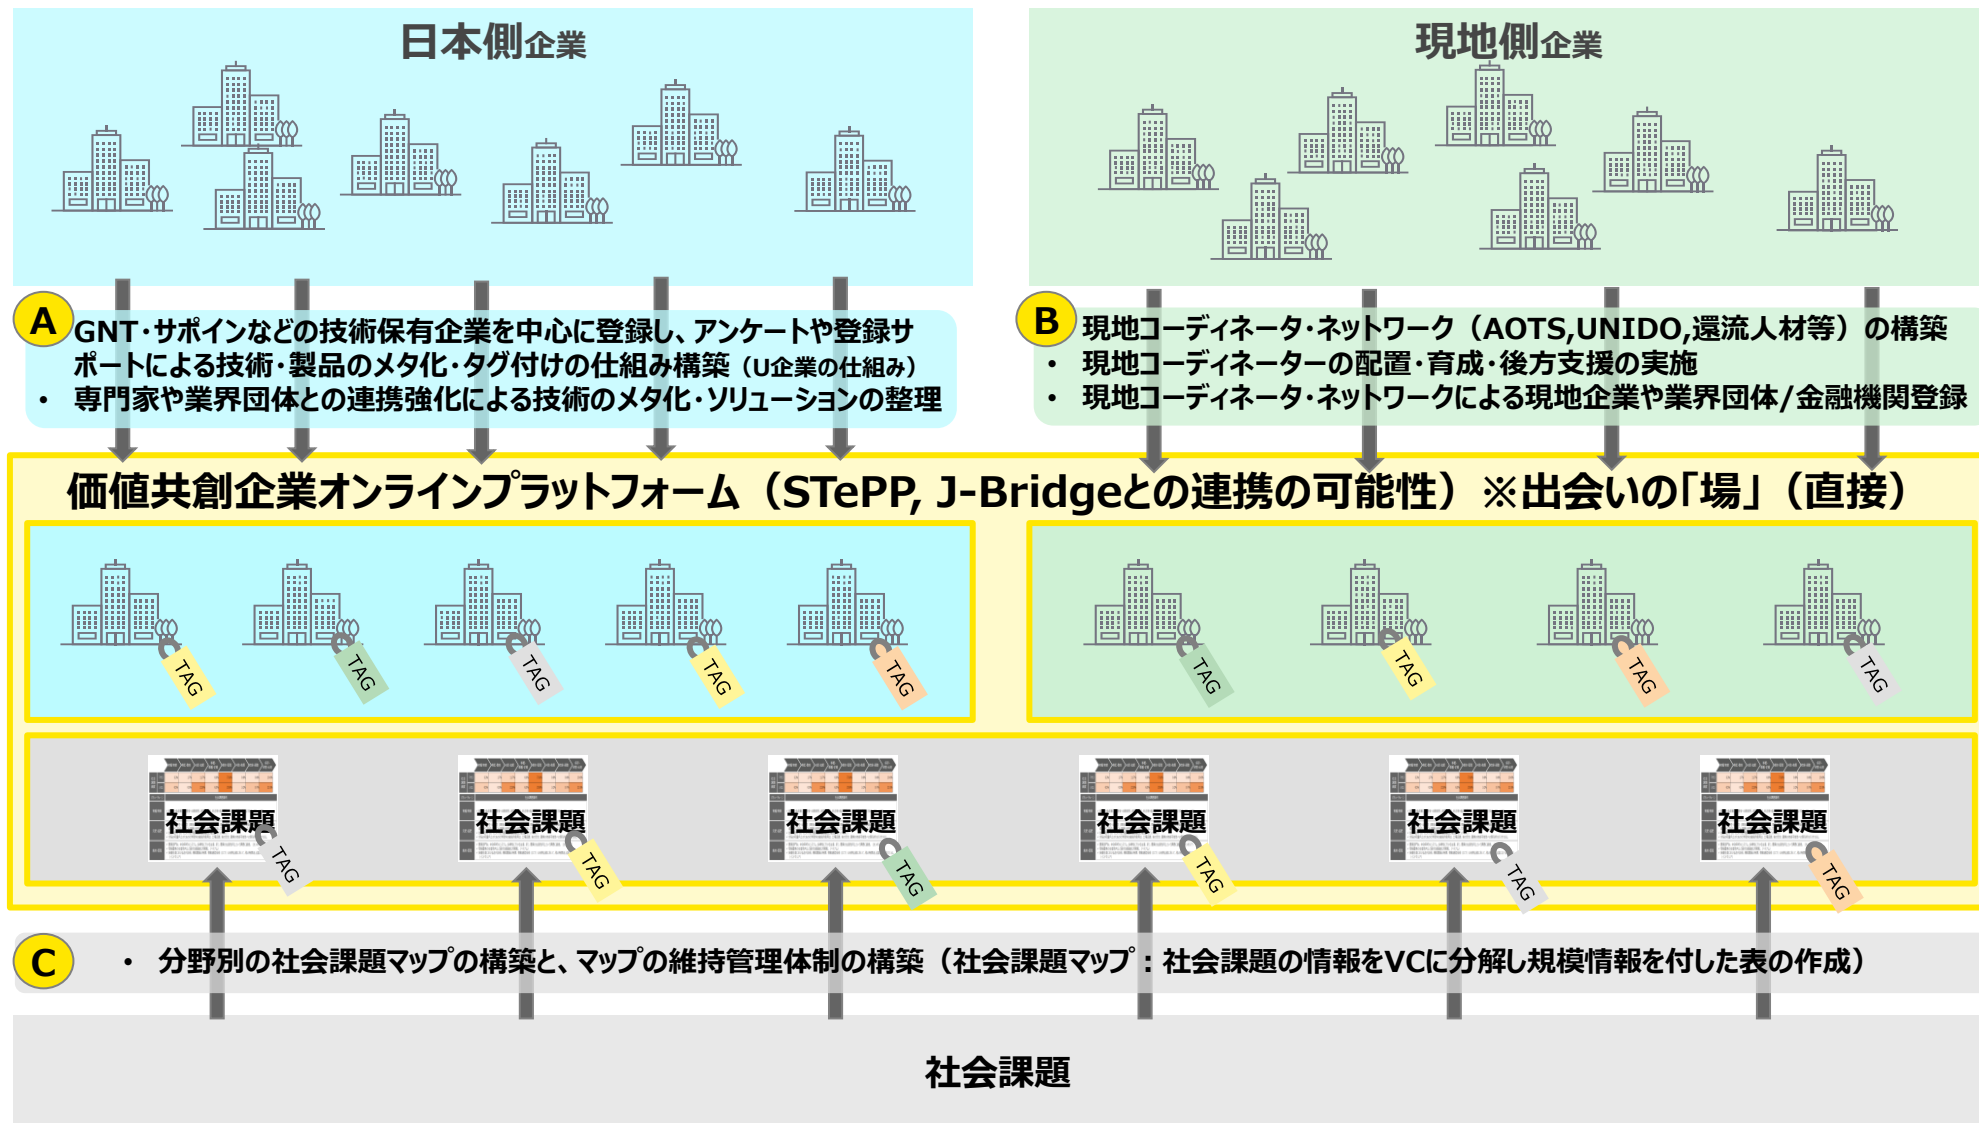 日本側企業
現地側企業
A
GNT・サポインなどの技術保有企業を中心に登録し、アンケートや登録サ
ポートによる技術・製品のメタ化・タグ付けの仕組み構築（U企業の仕組み）
• 専門家や業界団体との連携強化による技術のメタ化・ソリューションの整理
B
現地コーディネータ・ネットワーク（AOTS,UNIDO,還流人材等）の構築
• 現地コーディネーターの配置・育成・後方支援の実施
• 現地コーディネータ・ネットワークによる現地企業や業界団体/金融機関登録
価値共創企業オンラインプラットフォーム（STePP, J-Bridgeとの連携の可能性）※出会いの「場」（直接）
TAG
TAG
TAG
TAG
TAG
TAG
TAG
TAG
TAG
社会課題
社会課題
社会課題
社会課題
社会課題
社会課題
TAG
TAG
TAG
TAG
TAG
TAG
C
• 分野別の社会課題マップの構築と、マップの維持管理体制の構築（社会課題マップ：社会課題の情報をVCに分解し規模情報を付した表の作成）
社会課題